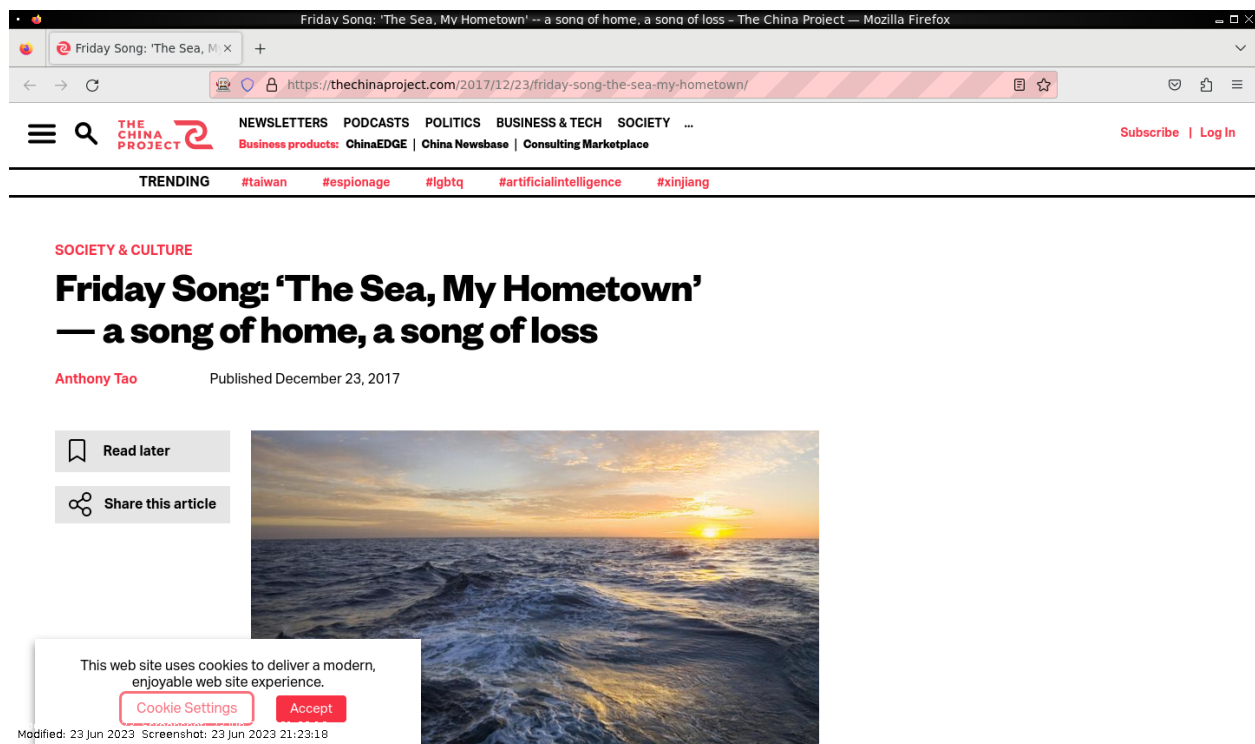 Friday Song: 'The Sea, My Hometown' -- a song of home, a song of loss – The China Project — Mozilla Firefox
Friday Song: 'The Sea, M
https://thechinaproject.com/2017/12/23/friday-song-the-sea-my-hometown/
THE CHINA PROJECT
NEWSLETTERS PODCASTS POLITICS BUSINESS & TECH SOCIETY ...
Business products: ChinaEDGE | China Newsbase | Consulting Marketplace
Subscribe | Log In
TRENDING #taiwan #espionage #lgbtq #artificialintelligence #xinjiang
SOCIETY & CULTURE
Friday Song: ‘The Sea, My Hometown’
— a song of home, a song of loss
Anthony Tao Published December 23, 2017
Read later
Share this article
This web site uses cookies to deliver a modern,
enjoyable web site experience.
Cookie Settings Accept
Modified: 23 Jun 2023 Screenshot: 23 Jun 2023 21:23:18